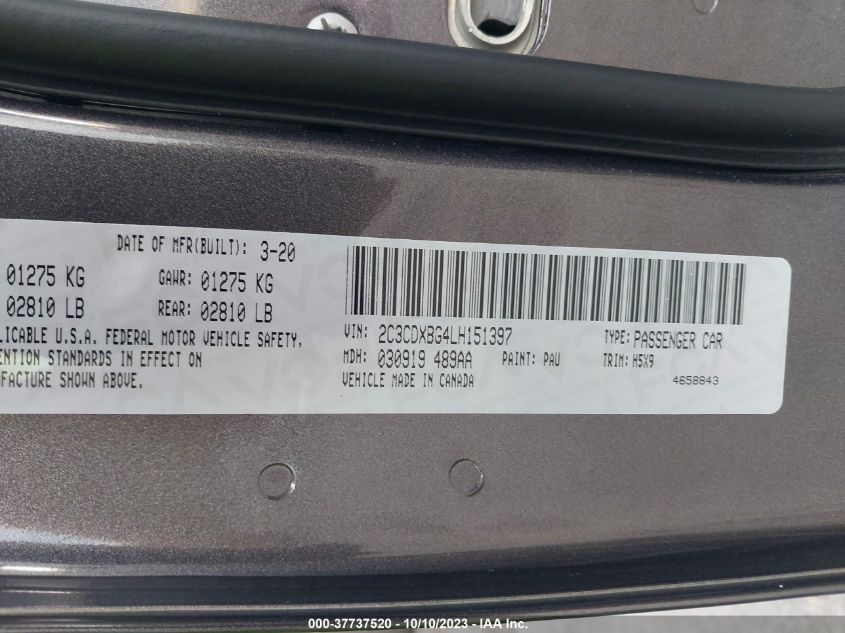 DATE OF MFR(BUILT): 3-20
01275 KG GAWR: 01275 KG
02810 LB REAR: 02810 LB
LICABLE U.S.A. FEDERAL MOTOR VEHICLE SAFETY,
ENTION STANDARDS IN EFFECT ON
UFACTURE SHOWN ABOVE.
VIN: 2C3CDXBG4LH151397 TYPE: PASSENGER CAR
MDH: 030919 489AA PAINT: PAU TRIM: H5X9
VEHICLE MADE IN CANADA 4658843
000-37737520 - 10/10/2023 - IAA Inc.